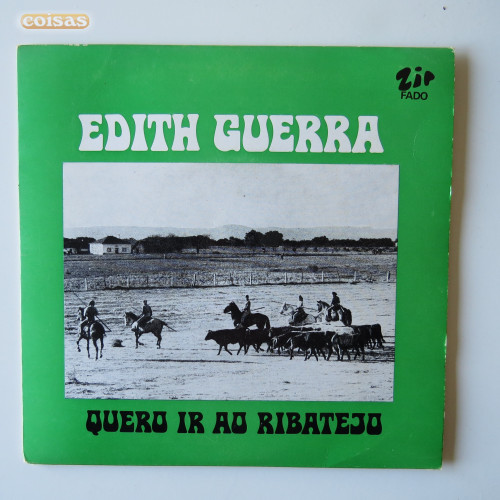 coisas
zip
FADO
EDITH GUERRA
QUERO IR AO RIBATEJO